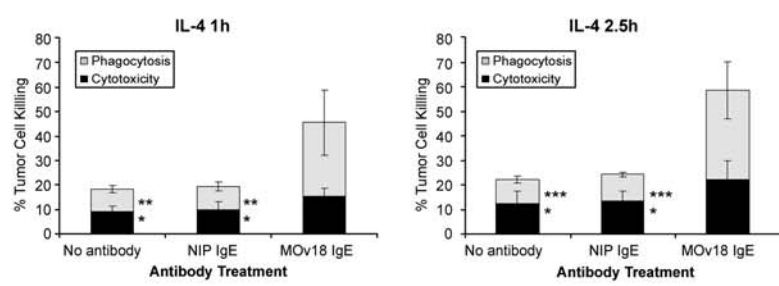 IL-4 1h
% Tumor Cell Killing
80
70
60
50
40
30
20
10
0
Phagocytosis
Cytotoxicity
**
*
**
*
No antibody
NIP IgE
MOv18 IgE
Antibody Treatment
IL-4 2.5h
% Tumor Cell Killing
80
70
60
50
40
30
20
10
0
Phagocytosis
Cytotoxicity
***
*
***
*
No antibody
NIP IgE
MOv18 IgE
Antibody Treatment